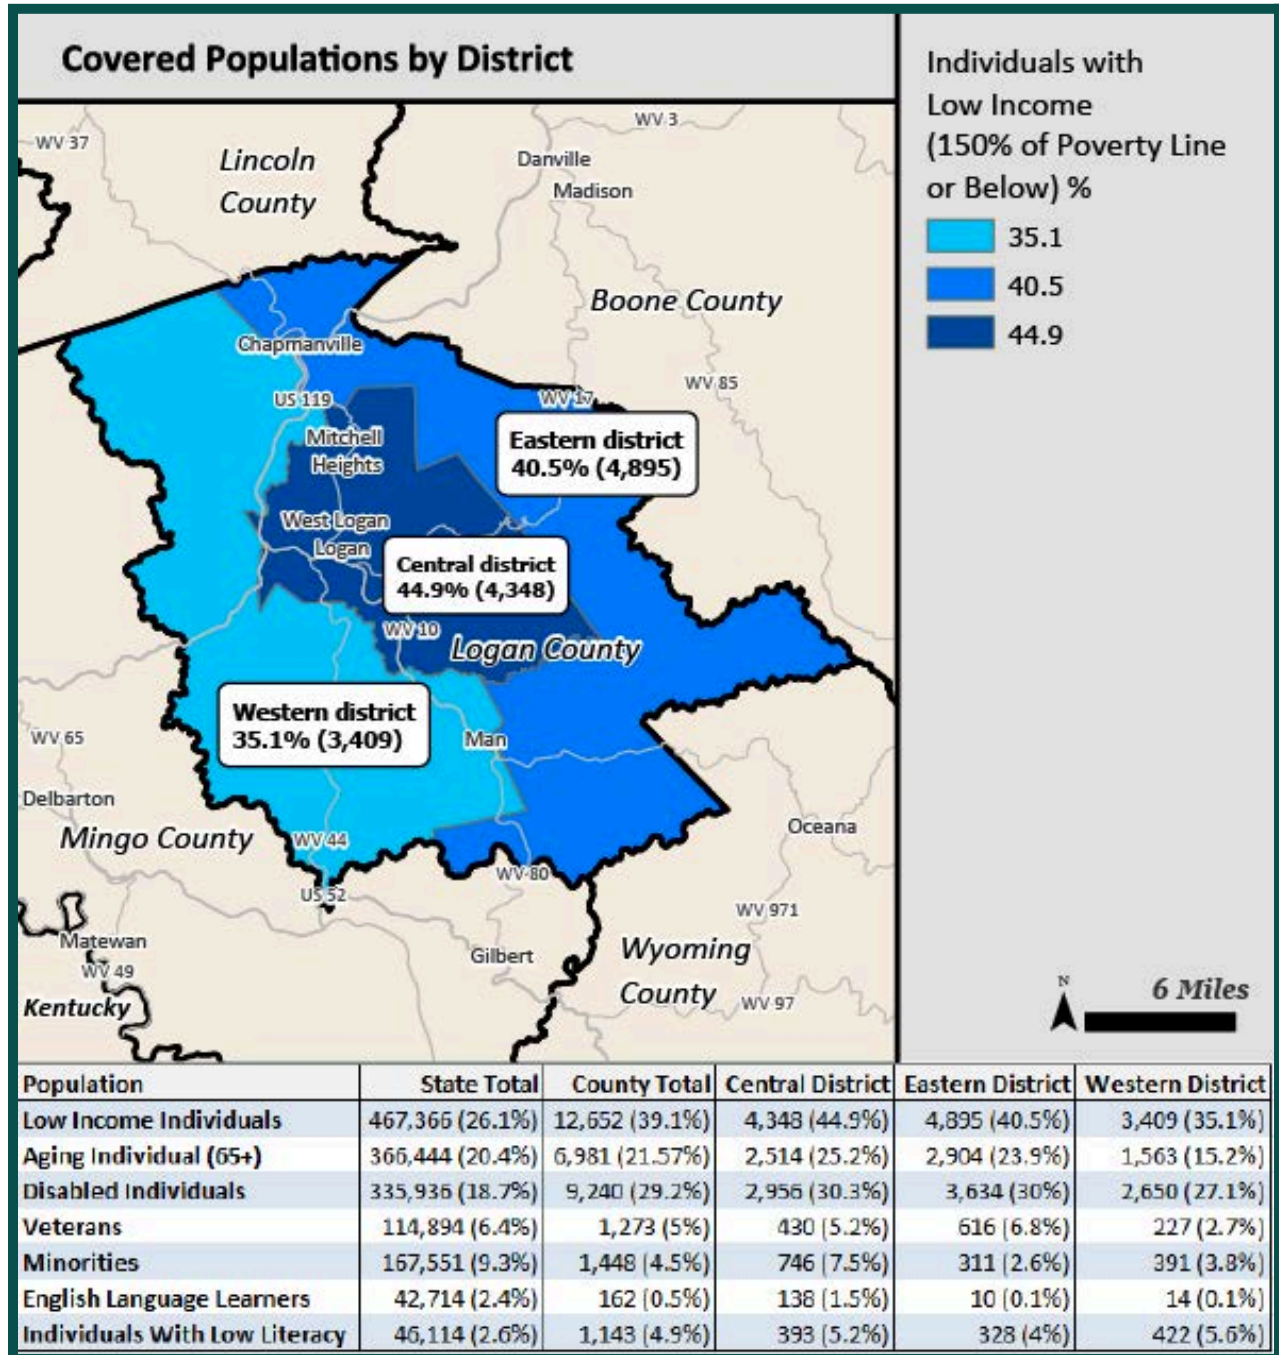 Covered Populations by District
Individuals with
Low Income
(150% of Poverty Line
or Below) %
35.1
40.5
44.9
WV 3
WV 37
Lincoln
County
Danville
Madison
Boone County
Chapmanville
WV 85
US 119
WV 17
Eastern district
40.5% (4,895)
Mitchell
Heights
West Logan
Logan
Central district
44.9% (4,348)
WV 10
Logan County
Western district
35.1% (3,409)
WV 65
Man
Delbarton
Mingo County
WV 44
Oceana
WV 80
US 52
WV 971
Matewan
WV 49
Gilbert
Wyoming
County
WV 97
Kentucky
N
6 Miles
Population State Total County Total Central District Eastern District Western District
Low Income Individuals 467,366 (26.1%) 12,652 (39.1%) 4,348 (44.9%) 4,895 (40.5%) 3,409 (35.1%)
Aging Individual (65+) 366,444 (20.4%) 6,981 (21.57%) 2,514 (25.2%) 2,904 (23.9%) 1,563 (15.2%)
Disabled Individuals 335,936 (18.7%) 9,240 (29.2%) 2,956 (30.3%) 3,634 (30%) 2,650 (27.1%)
Veterans 114,894 (6.4%) 1,273 (5%) 430 (5.2%) 616 (6.8%) 227 (2.7%)
Minorities 167,551 (9.3%) 1,448 (4.5%) 746 (7.5%) 311 (2.6%) 391 (3.8%)
English Language Learners 42,714 (2.4%) 162 (0.5%) 138 (1.5%) 10 (0.1%) 14 (0.1%)
Individuals With Low Literacy 46,114 (2.6%) 1,143 (4.9%) 393 (5.2%) 328 (4%) 422 (5.6%)